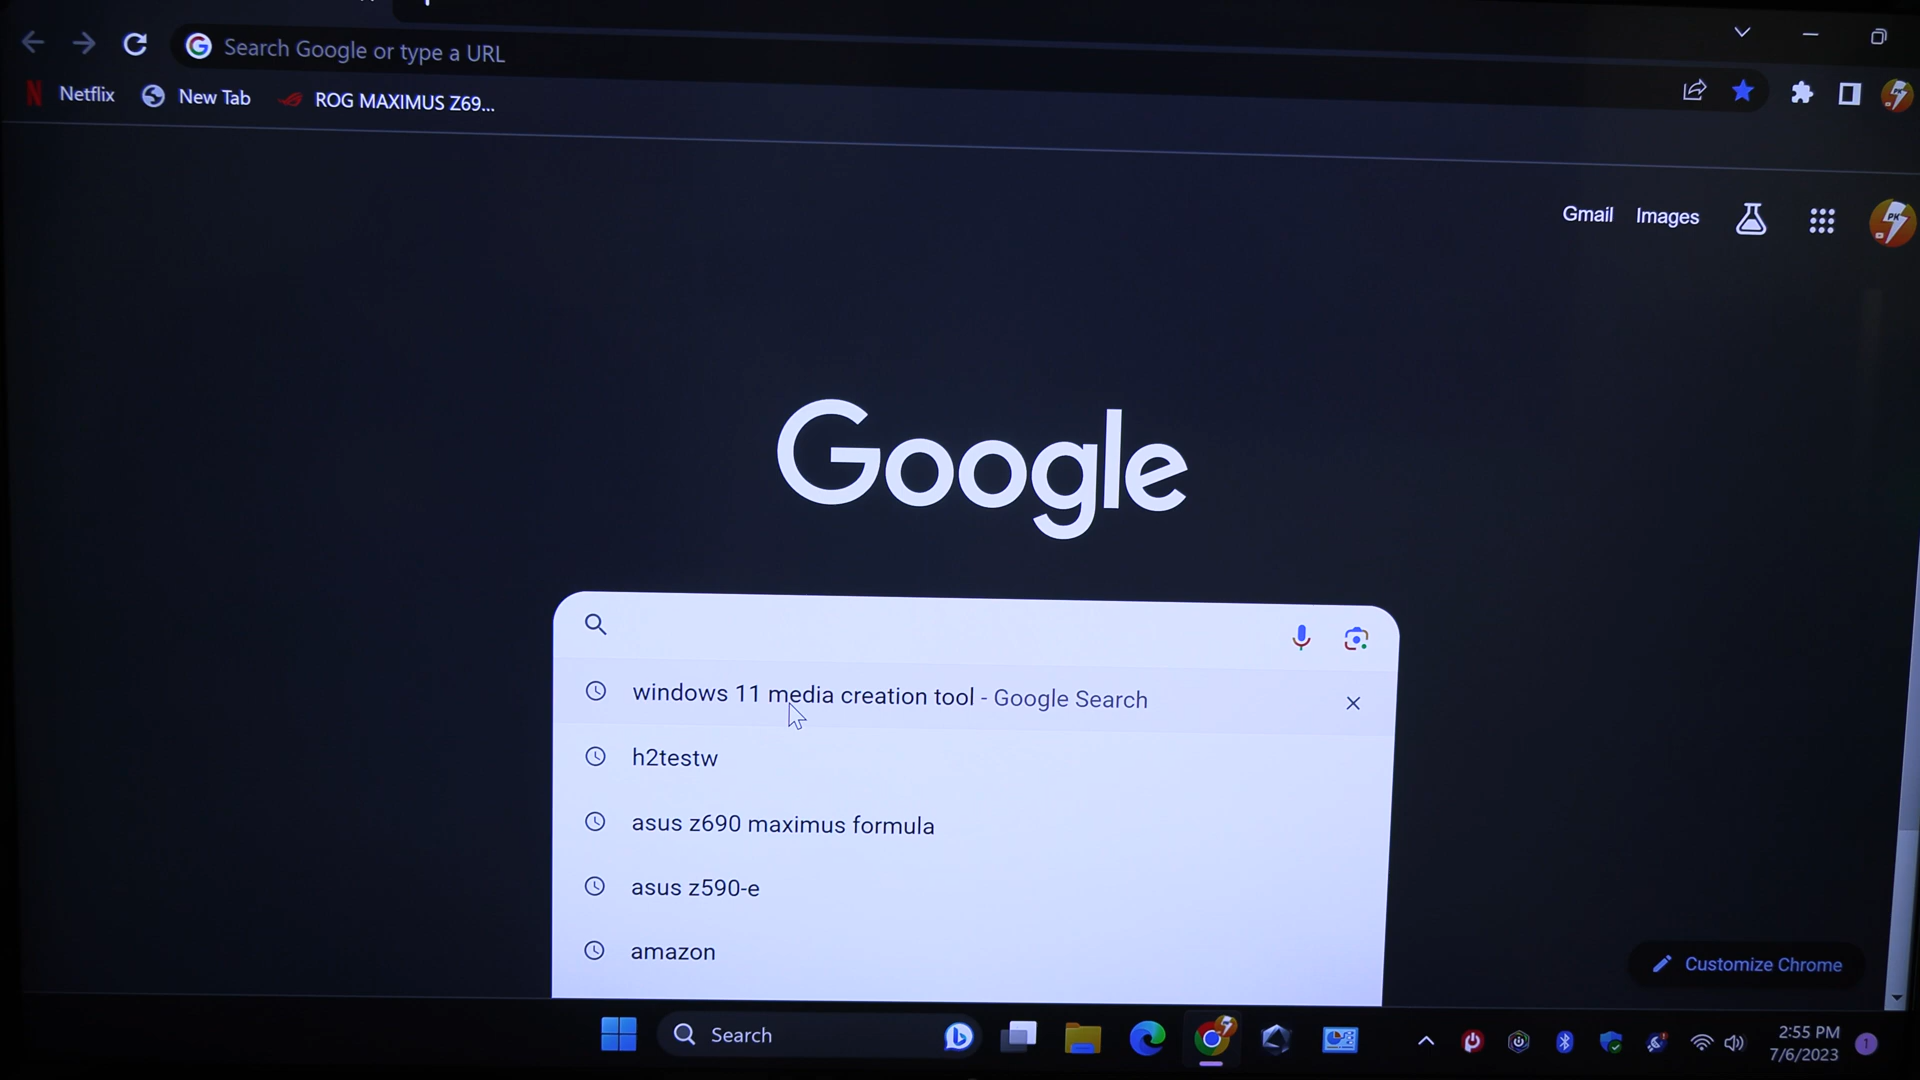 Search Google or type a URL
Netflix
New Tab
ROG MAXIMUS Z69...
Gmail
Images
PK
Google
windows 11 media creation tool - Google Search
h2testw
asus z690 maximus formula
asus z590-e
amazon
Customize Chrome
Search
2:55 PM
7/6/2023
1